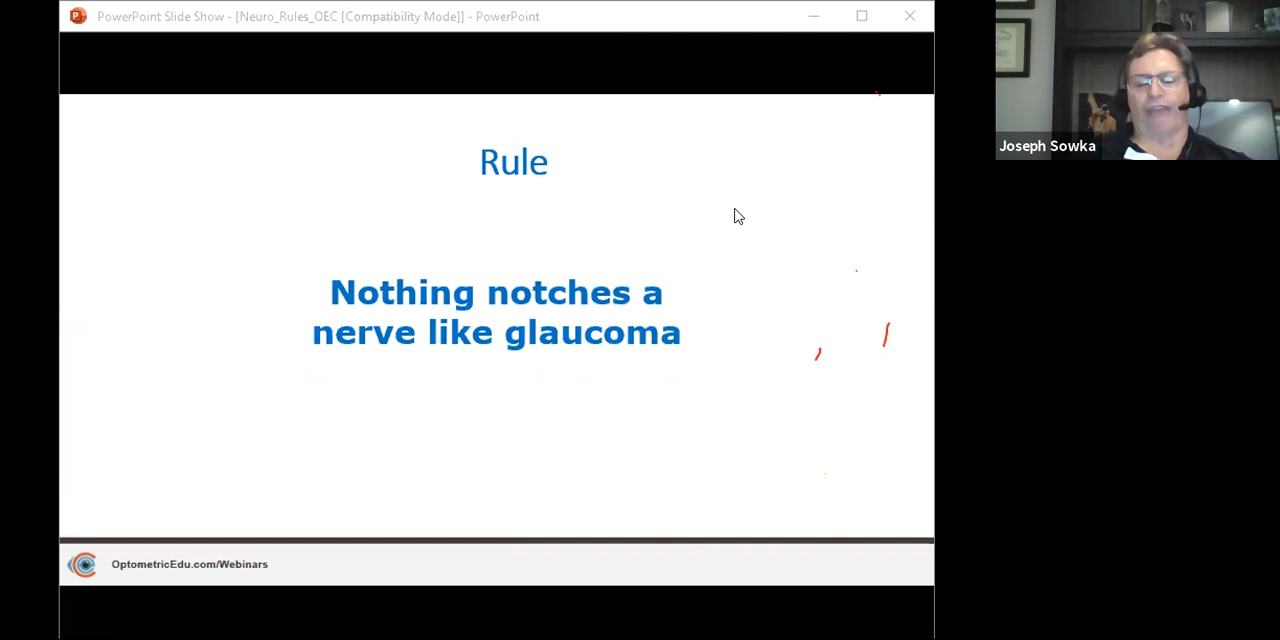 PowerPoint Slide Show - [Neuro_Rules_OEC [Compatibility Mode]] - PowerPoint
Joseph Sowka
Rule
Nothing notches a
nerve like glaucoma
OptometricEdu.com/Webinars